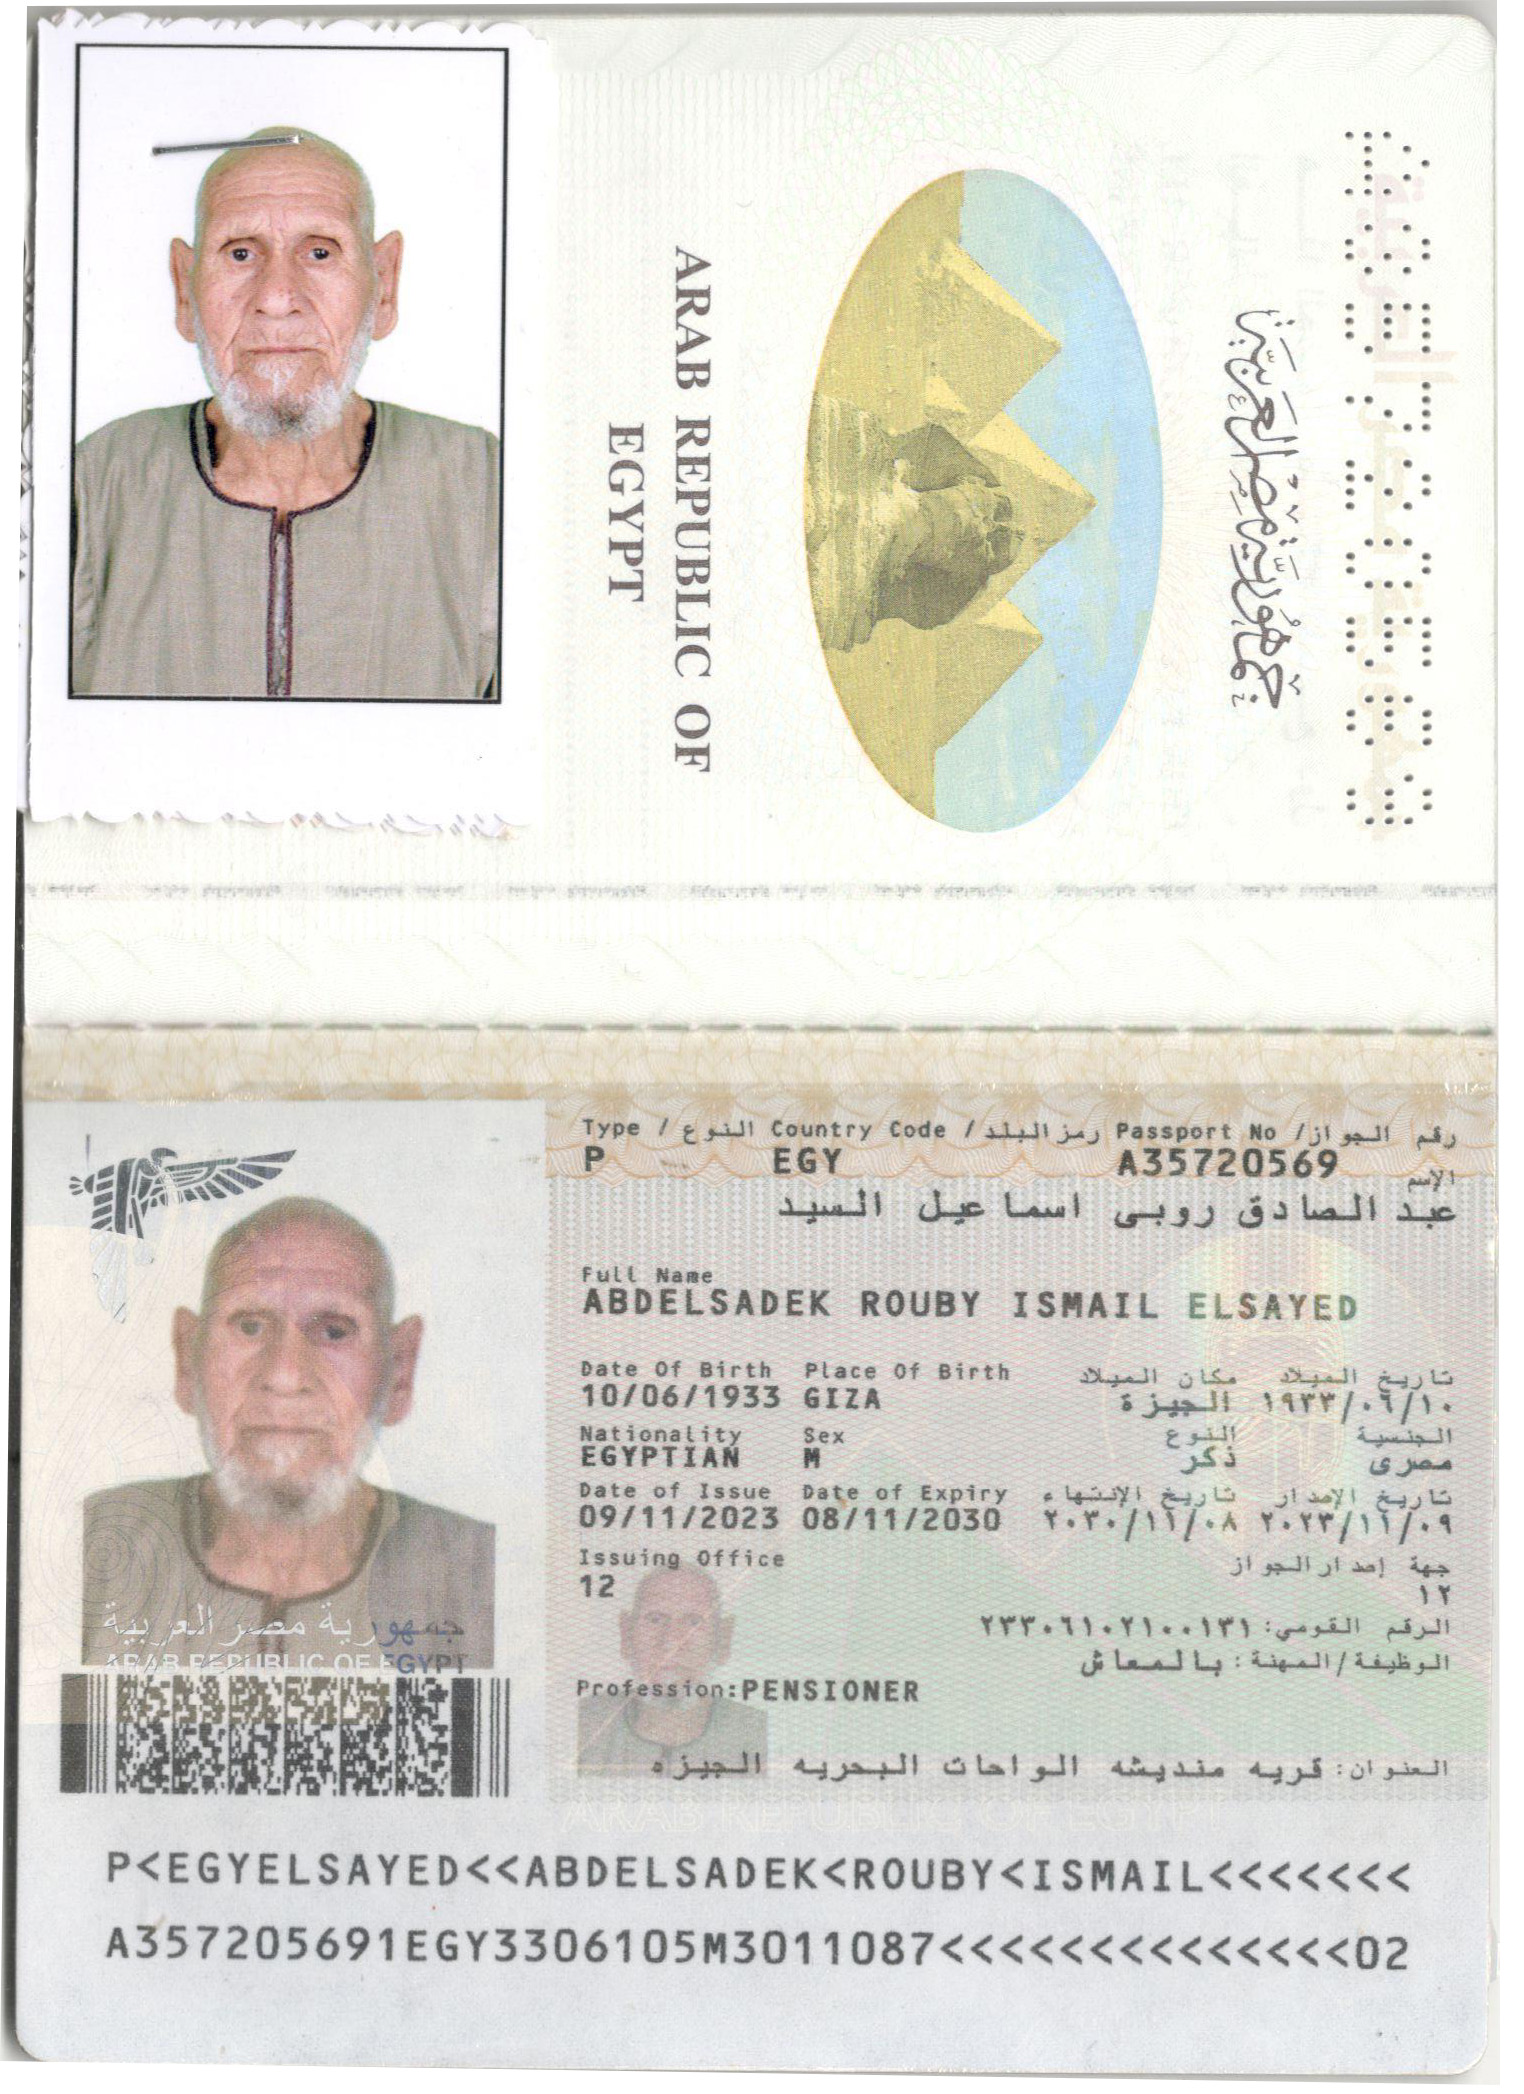 ARAB REPUBLIC OF
EGYPT
جمهورية مصر العربية
Type / النوع Country Code / رمز البلد Passport No / رقم الجواز
P EGY A35720569
الإسم
عبد الصادق روبى اسماعيل السيد
Full Name
ABDELSADEK ROUBY ISMAIL ELSAYED
Date Of Birth Place Of Birth مكان الميلاد تاريخ الميلاد
10/06/1933 GIZA الجيزة ١٩٣٣/٠٦/١٠
Nationality Sex النوع الجنسية
EGYPTIAN M ذكر مصرى
Date of Issue Date of Expiry تاريخ الإنتهاء تاريخ الإصدار
09/11/2023 08/11/2030 ٢٠٣٠/١١/٠٨ ٢٠٢٣/١١/٠٩
Issuing Office جهة إصدار الجواز
12 ١٢
الرقم القومى: ٢٣٣٠٦١٠٢١٠٠١٣١
الوظيفة/المهنة: بالمعاش
Profession:PENSIONER
العنوان: قريه منديشه الواحات البحريه الجيزه
جمهورية مصر العربية
ARAB REPUBLIC OF EGYPT
ARAB REPUBLIC OF EGYPT
P<EGYELSAYED<<ABDELSADEK<ROUBY<ISMAIL<<<<<<<
A357205691EGY3306105M3011087<<<<<<<<<<<<<<02